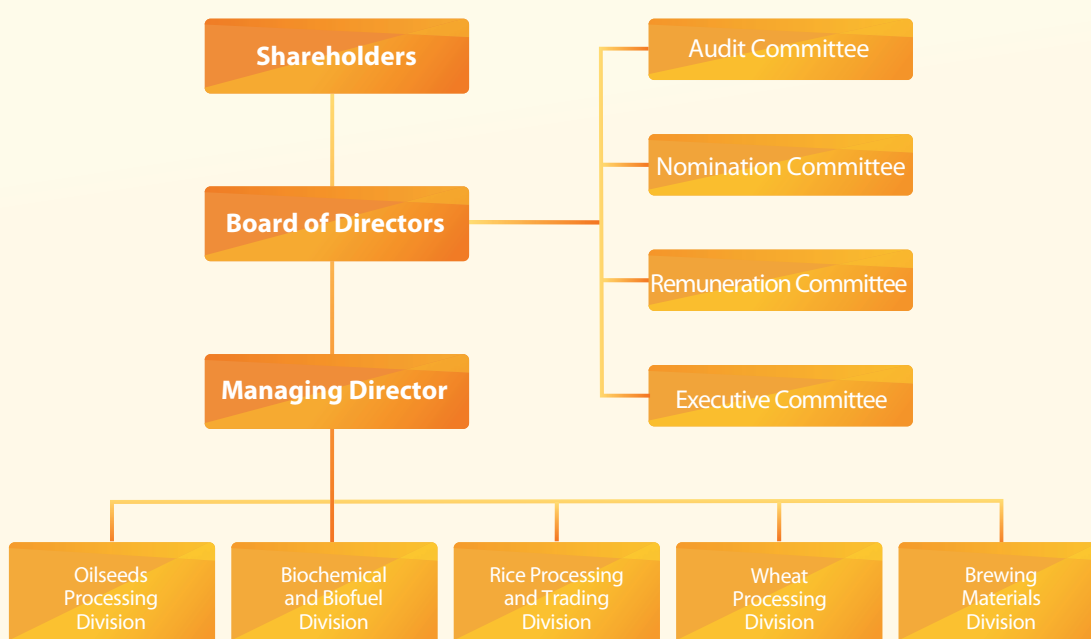 Shareholders
Audit Committee
Nomination Committee
Board of Directors
Remuneration Committee
Managing Director
Executive Committee
Oilseeds
Processing
Division
Biochemical
and Biofuel
Division
Rice Processing
and Trading
Division
Wheat
Processing
Division
Brewing
Materials
Division